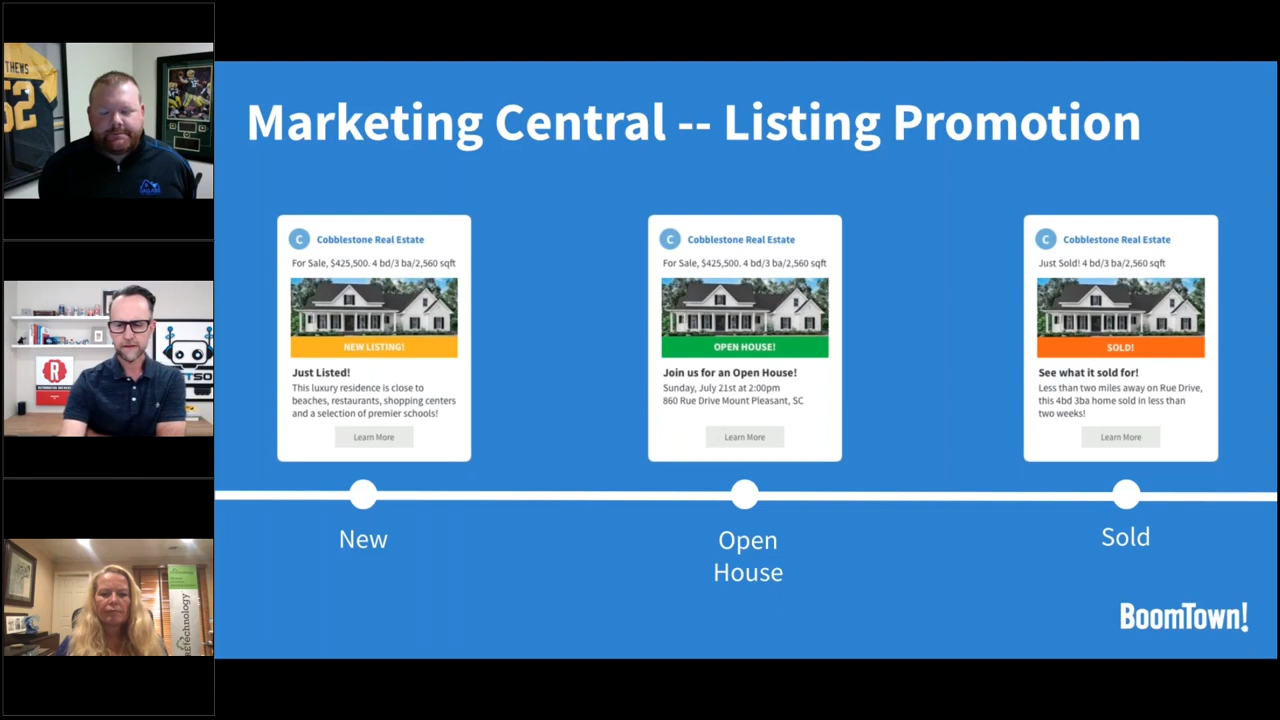 Marketing Central -- Listing Promotion
C Cobblestone Real Estate
For Sale, $425,500. 4 bd/3 ba/2,560 sqft
NEW LISTING!
Just Listed!
This luxury residence is close to
beaches, restaurants, shopping centers
and a selection of premier schools!
Learn More
C Cobblestone Real Estate
For Sale, $425,500. 4 bd/3 ba/2,560 sqft
OPEN HOUSE!
Join us for an Open House!
Sunday, July 21st at 2:00pm
860 Rue Drive Mount Pleasant, SC
Learn More
C Cobblestone Real Estate
Just Sold! 4 bd/3 ba/2,560 sqft
SOLD!
See what it sold for!
Less than two miles away on Rue Drive,
this 4bd 3ba home sold in less than
two weeks!
Learn More
New
Open
House
Sold
BoomTown!
THEWS
52
R
TSO
REtechnology